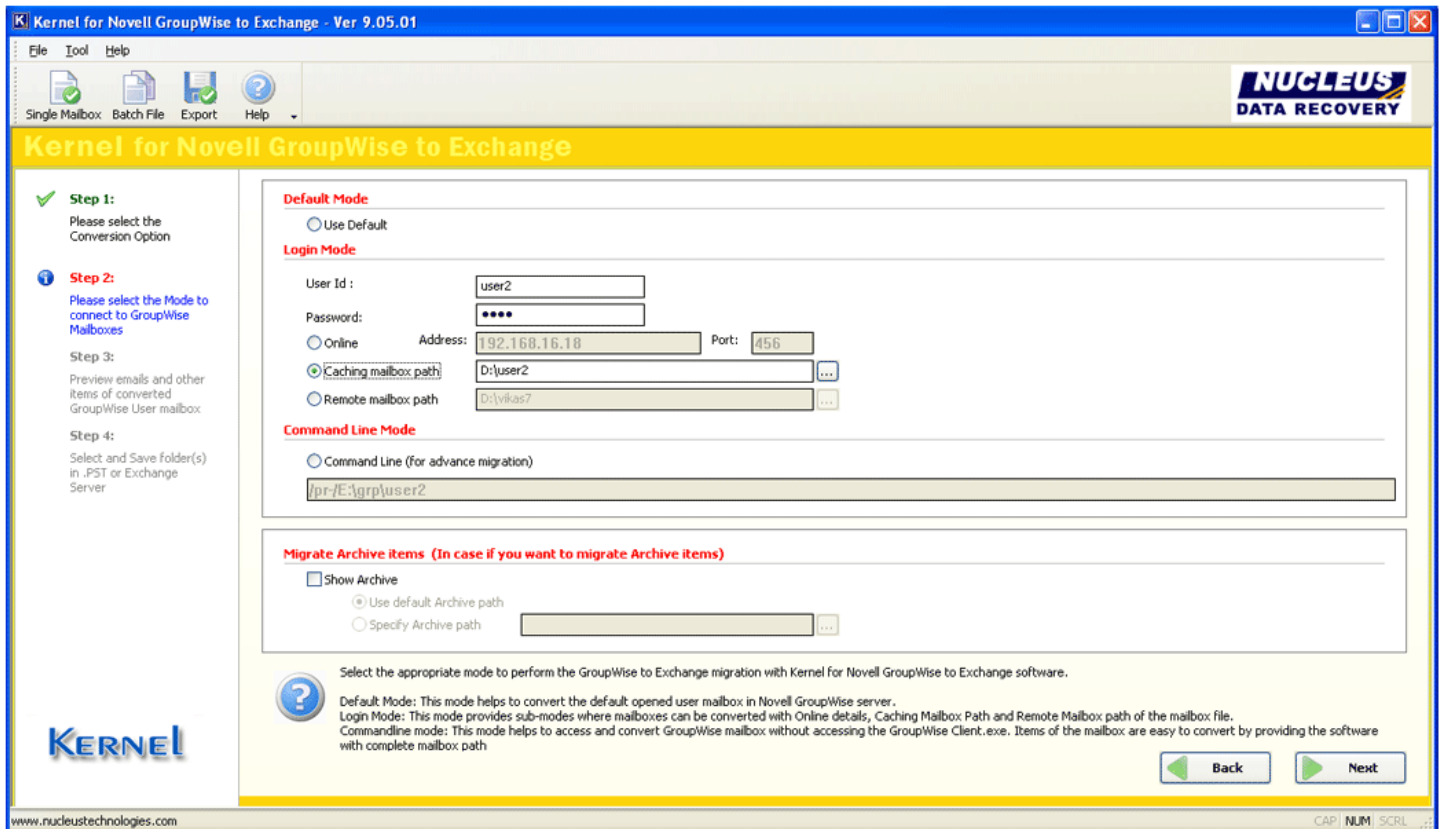 Kernel for Novell GroupWise to Exchange - Ver 9.05.01
File Tool Help
Single Mailbox Batch File Export Help
NUCLEUS
DATA RECOVERY
Kernel for Novell GroupWise to Exchange
Step 1:
Please select the
Conversion Option
Step 2:
Please select the Mode to
connect to GroupWise
Mailboxes
Step 3:
Preview emails and other
items of converted
GroupWise User mailbox
Step 4:
Select and Save folder(s)
in .PST or Exchange
Server
KERNEL
Default Mode
Use Default
Login Mode
User Id : user2
Password: ••••
Online Address: 192.168.16.18 Port: 456
Caching mailbox path D:\user2 ...
Remote mailbox path D:\vikas7 ...
Command Line Mode
Command Line (for advance migration)
/pr-/E:\grp\user2
Migrate Archive items (In case if you want to migrate Archive items)
Show Archive
Use default Archive path
Specify Archive path ...
Select the appropriate mode to perform the GroupWise to Exchange migration with Kernel for Novell GroupWise to Exchange software.
Default Mode: This mode helps to convert the default opened user mailbox in Novell GroupWise server.
Login Mode: This mode provides sub-modes where mailboxes can be converted with Online details, Caching Mailbox Path and Remote Mailbox path of the mailbox file.
Commandline mode: This mode helps to access and convert GroupWise mailbox without accessing the GroupWise Client.exe. Items of the mailbox are easy to convert by providing the software
with complete mailbox path
Back Next
www.nucleustechnologies.com CAP NUM SCRL